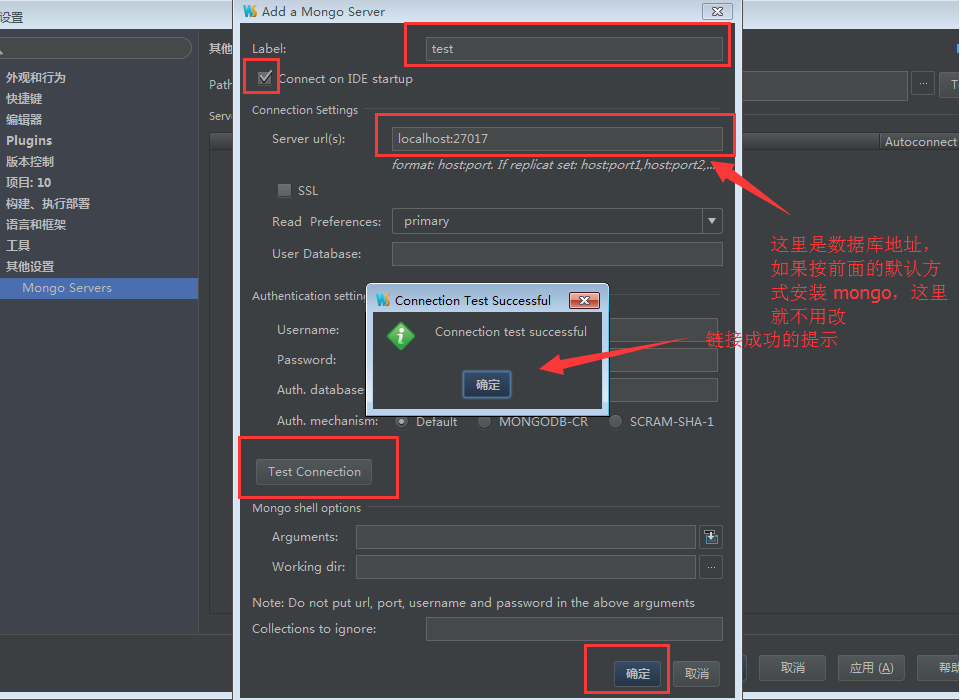 设置
Add a Mongo Server
外观和行为
快捷键
编辑器
Plugins
版本控制
项目: 10
构建、执行部署
语言和框架
工具
其他设置
Mongo Servers
其他
Path
Serve
Label:
test
Connect on IDE startup
Connection Settings
Server url(s):
localhost:27017
format: host:port. If replicat set: host:port1,host:port2,...
SSL
Read Preferences:
primary
User Database:
Authentication setting
Username:
Password:
Auth. database
Auth. mechanism:
Default
MONGODB-CR
SCRAM-SHA-1
Connection Test Successful
Connection test successful
确定
Test Connection
Mongo shell options
Arguments:
Working dir:
...
Note: Do not put url, port, username and password in the above arguments
Collections to ignore:
确定
取消
...
Autoconnect
这里是数据库地址，
如果按前面的默认方
式安装 mongo，这里
就不用改
链接成功的提示
取消
应用 (A)
帮助